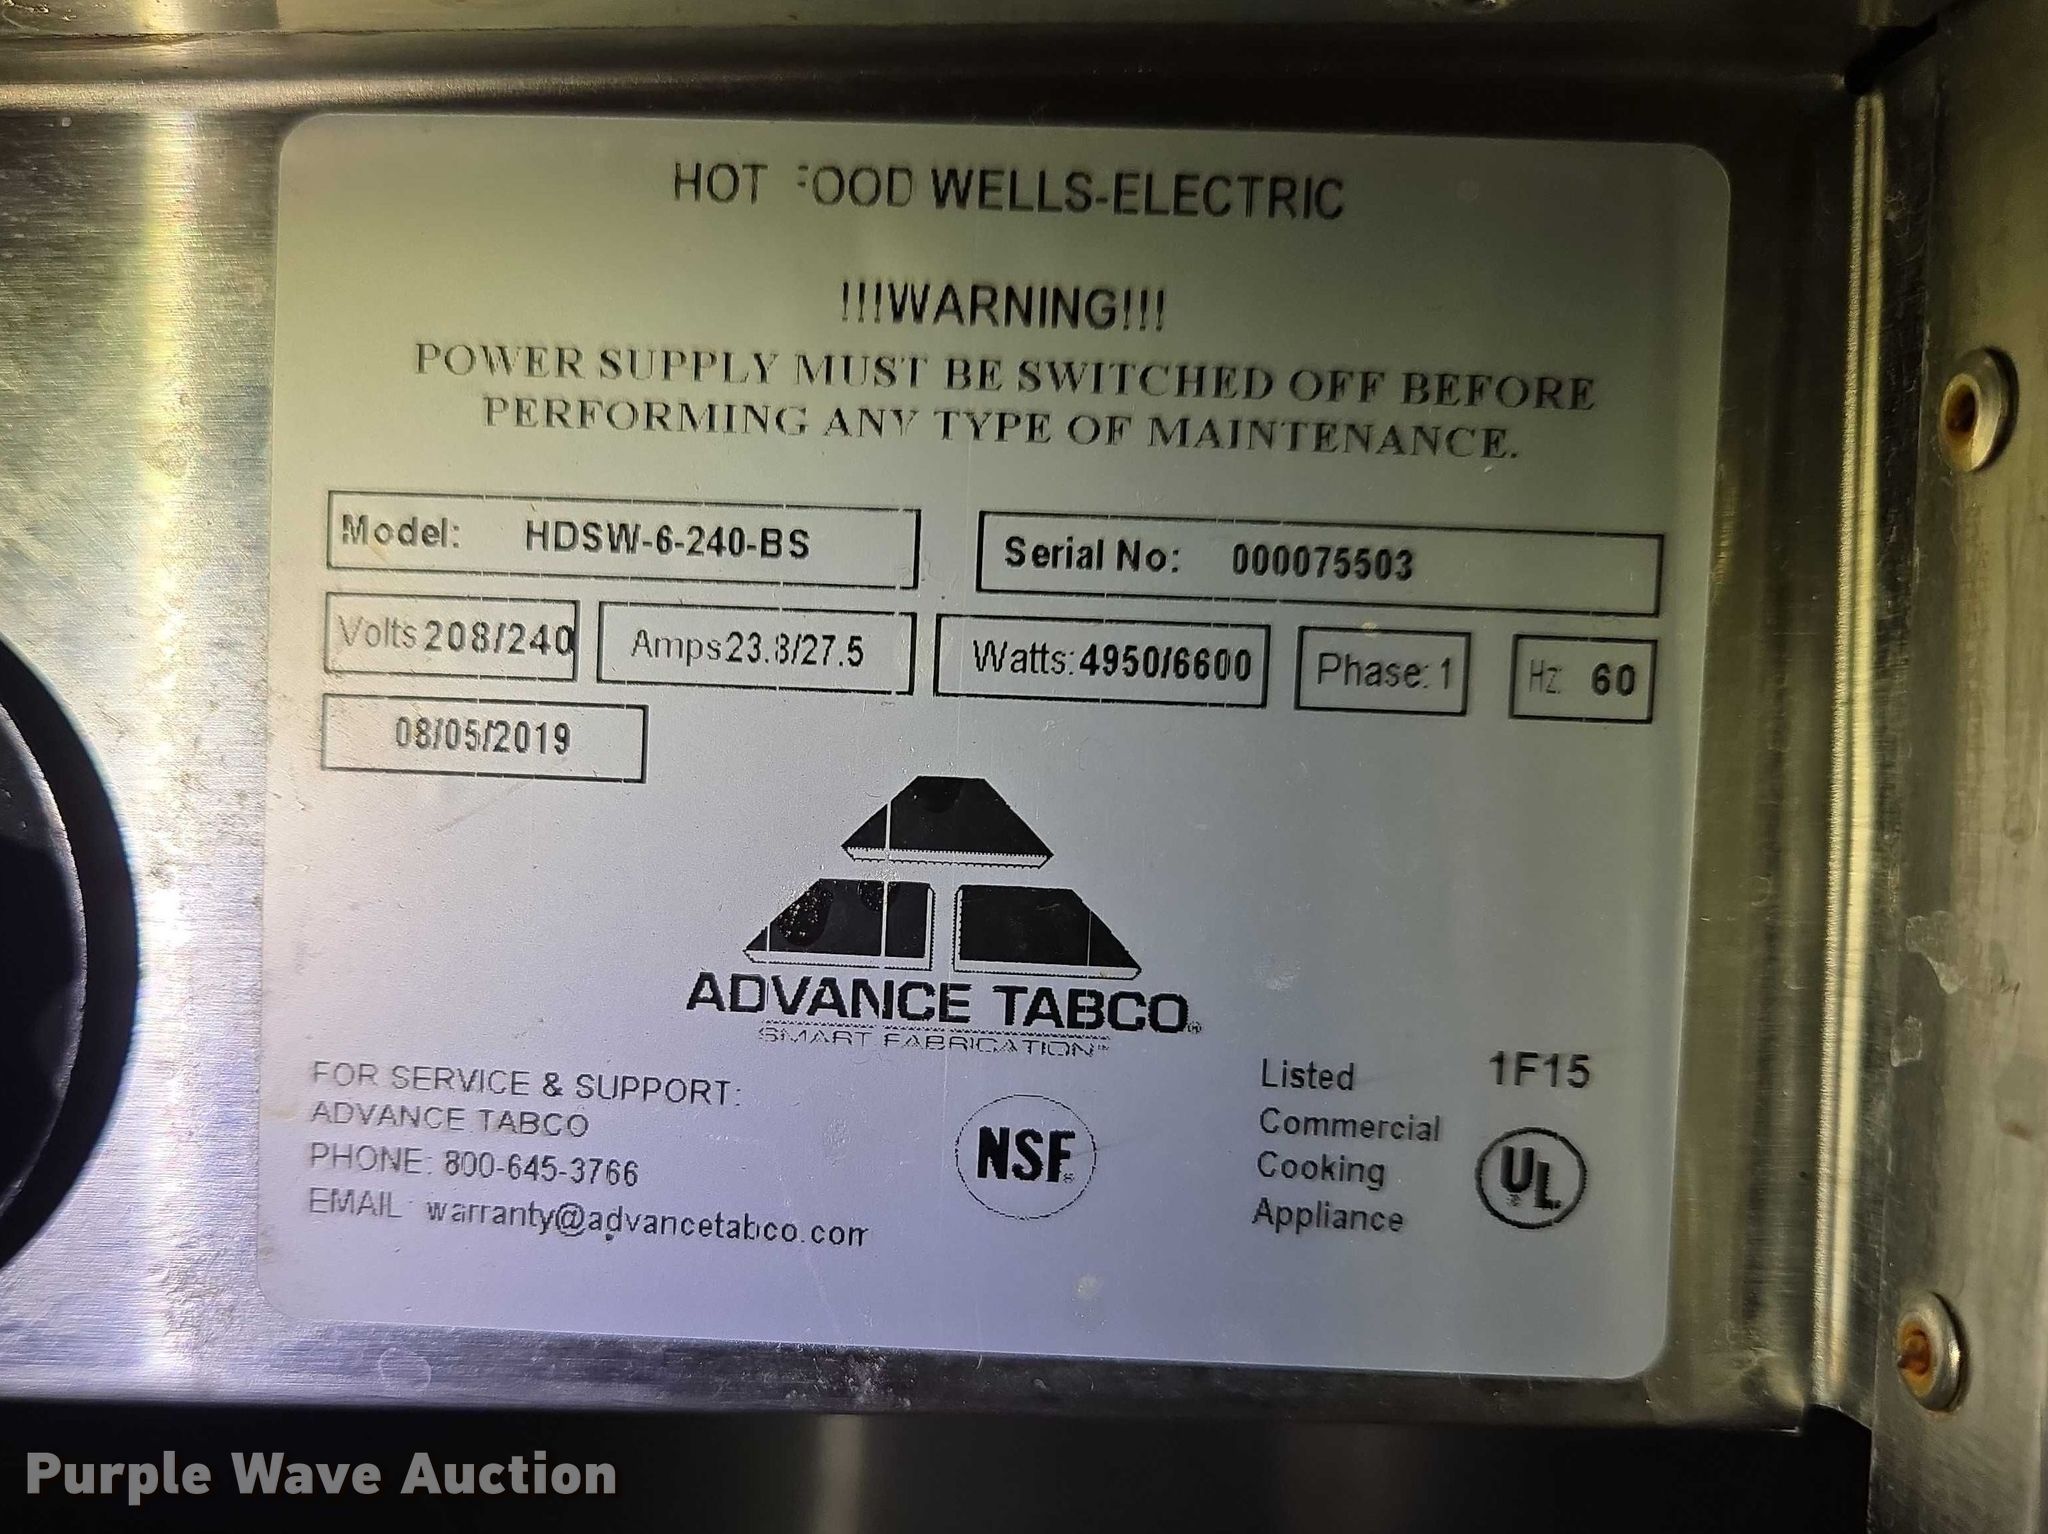 HOT FOOD WELLS-ELECTRIC
!!!WARNING!!!
POWER SUPPLY MUST BE SWITCHED OFF BEFORE
PERFORMING ANY TYPE OF MAINTENANCE.
Model: HDSW-6-240-BS Serial No: 000075503
Volts 208/240 Amps 23.8/27.5 Watts: 4950/6600 Phase: 1 Hz: 60
08/05/2019
ADVANCE TABCO®
SMART FABRICATION™
FOR SERVICE & SUPPORT:
ADVANCE TABCO
PHONE: 800-645-3766
EMAIL: warranty@advancetabco.com
NSF®
Listed 1F15
Commercial
Cooking
Appliance
UL
Purple Wave Auction